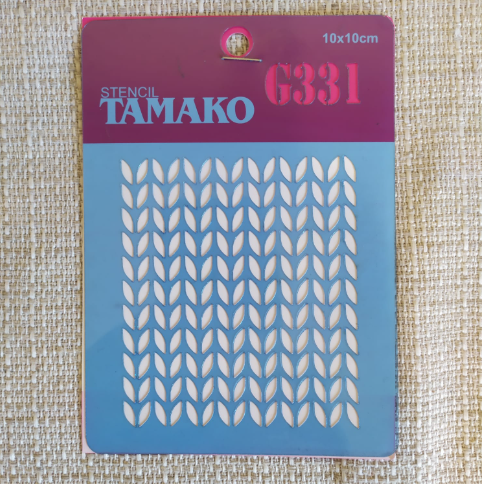 10x10cm
G331
STENCIL
TAMAKO